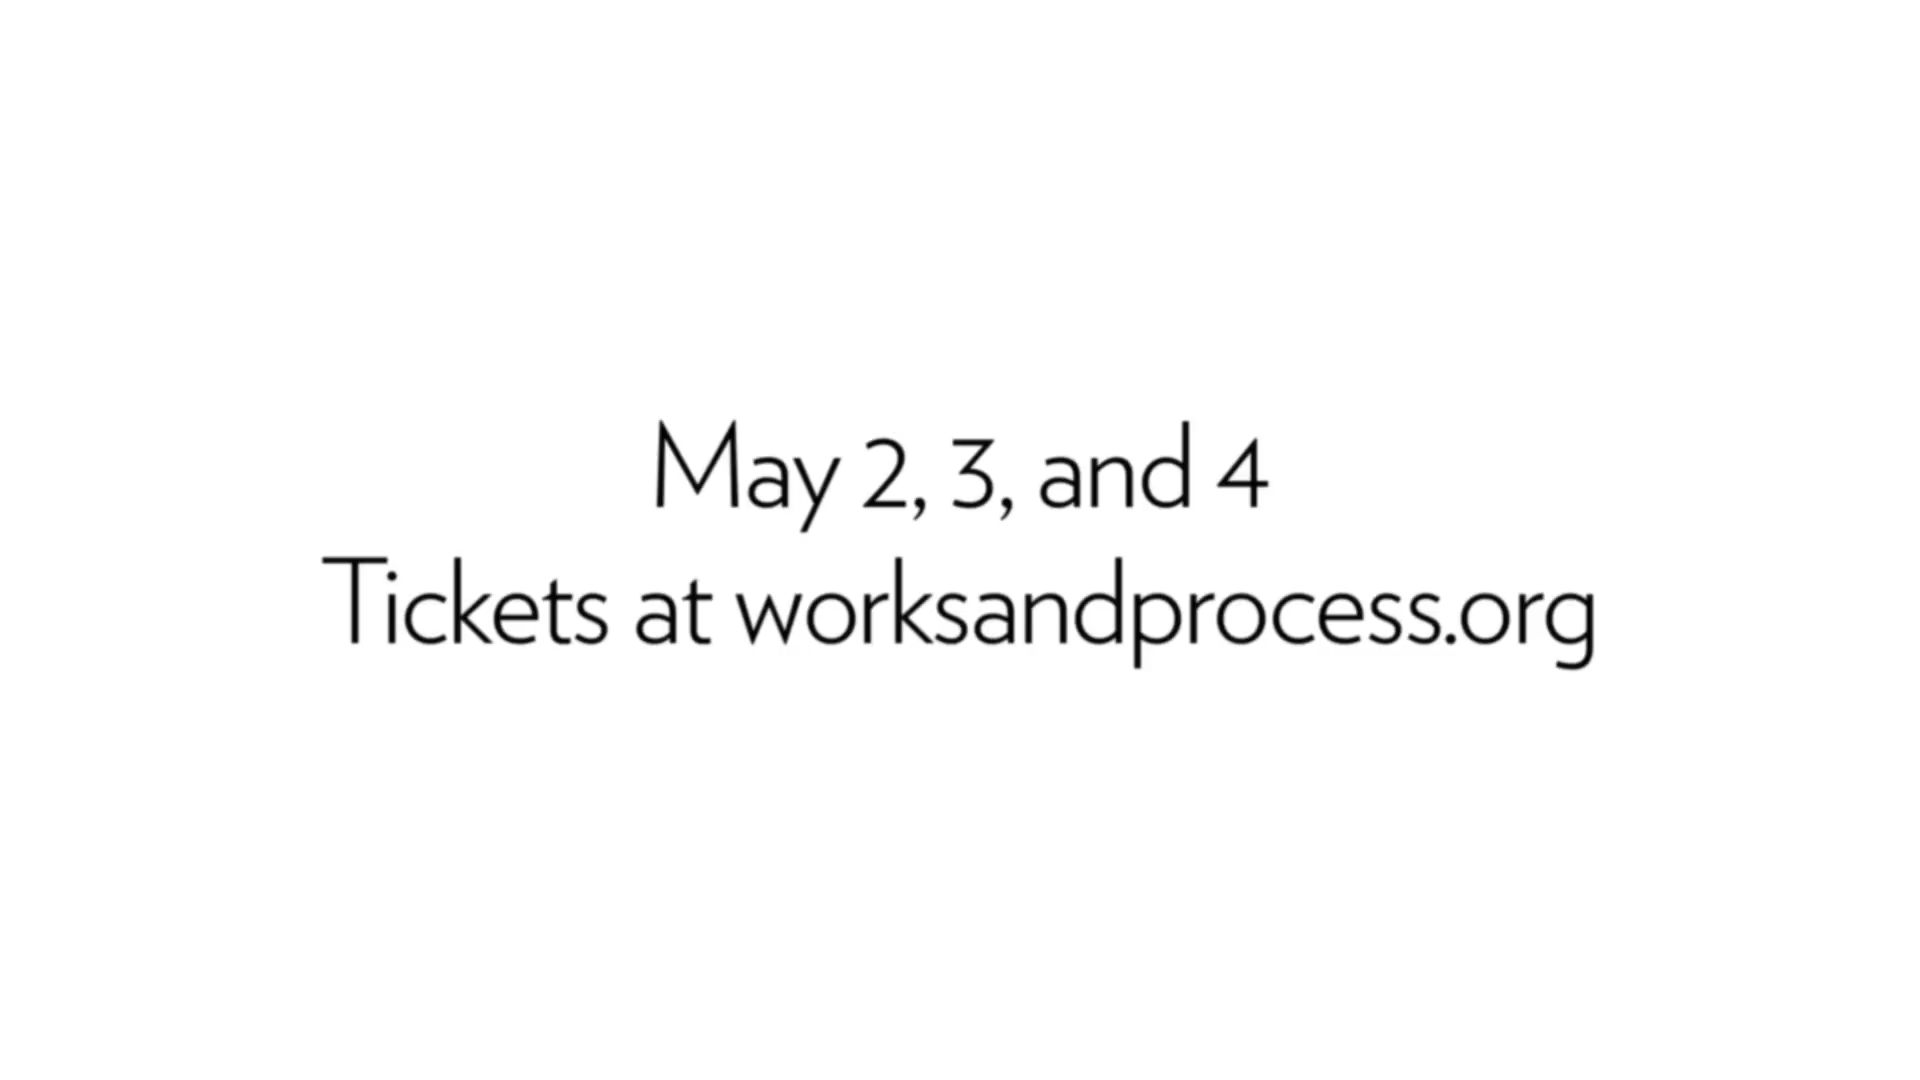 May 2, 3, and 4
Tickets at worksandprocess.org